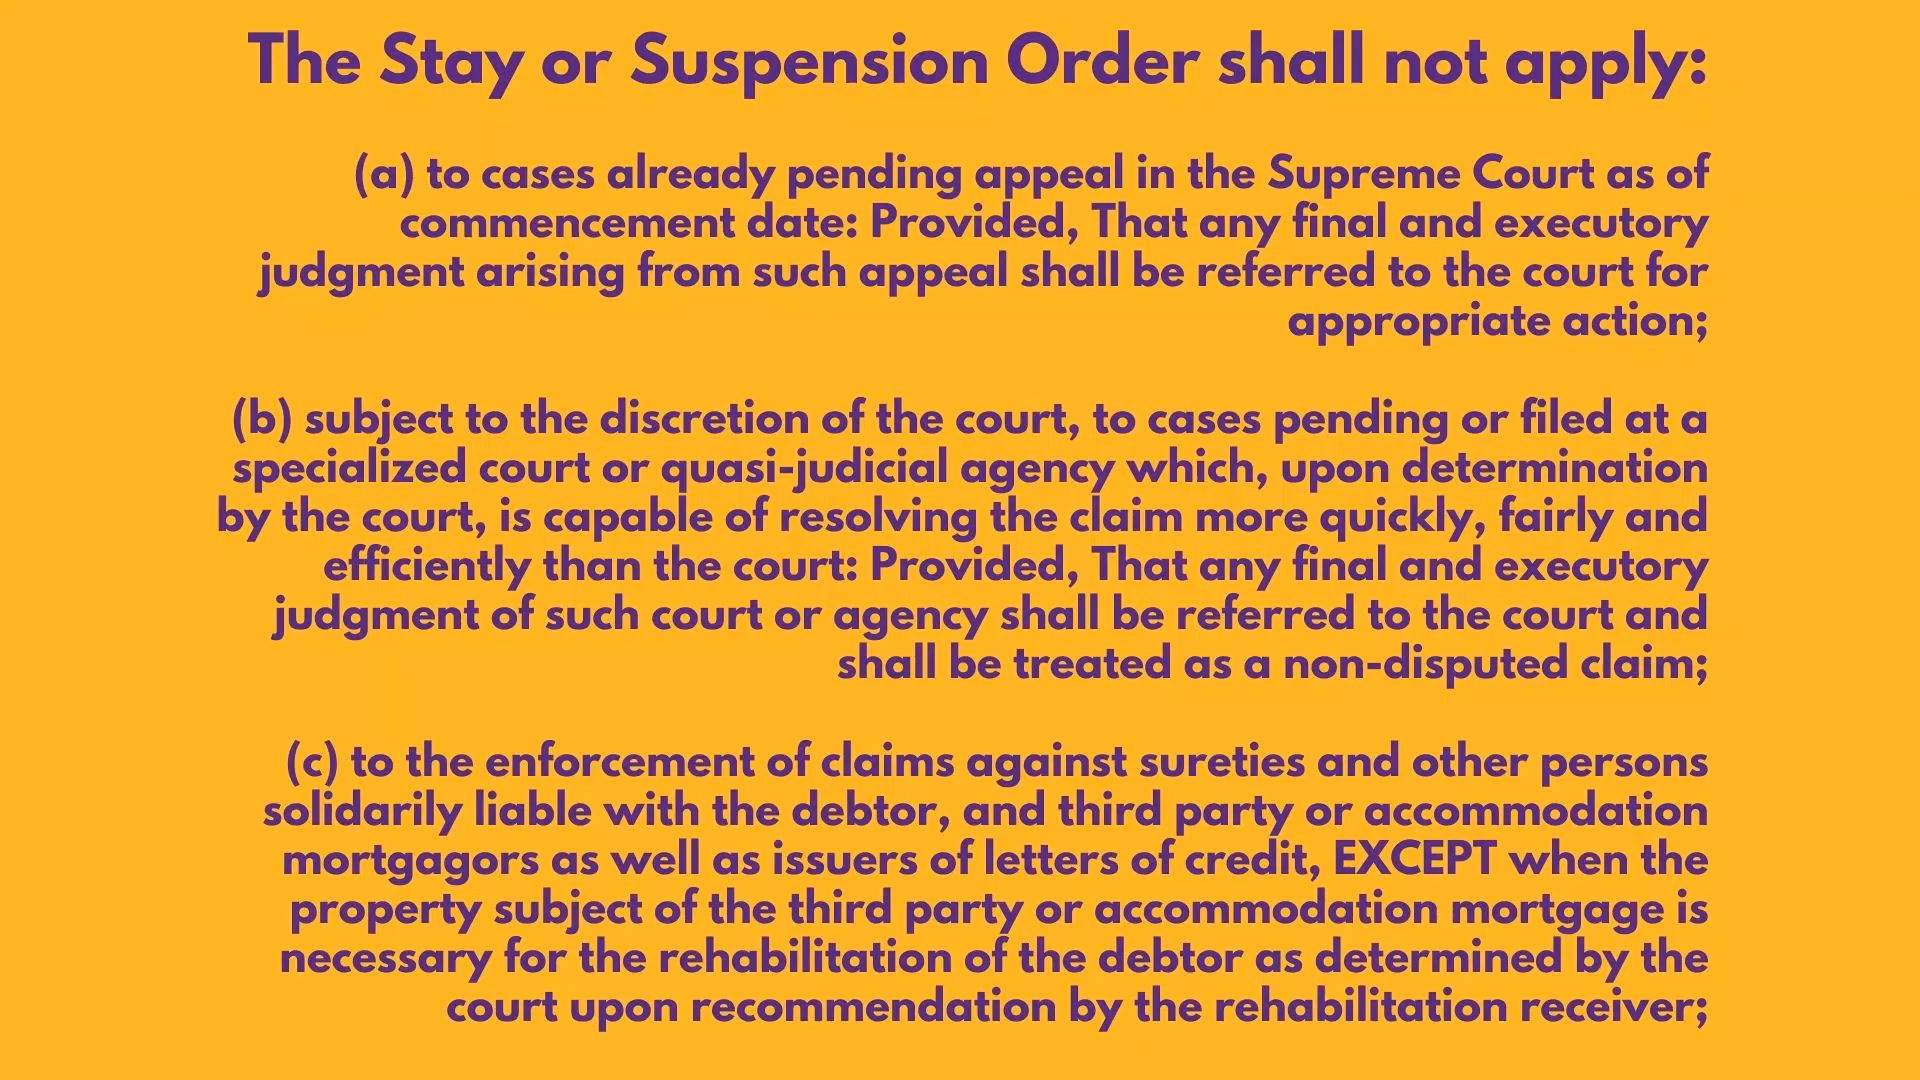 The Stay or Suspension Order shall not apply:
(a) to cases already pending appeal in the Supreme Court as of
commencement date: Provided, That any final and executory
judgment arising from such appeal shall be referred to the court for
appropriate action;
(b) subject to the discretion of the court, to cases pending or filed at a
specialized court or quasi-judicial agency which, upon determination
by the court, is capable of resolving the claim more quickly, fairly and
efficiently than the court: Provided, That any final and executory
judgment of such court or agency shall be referred to the court and
shall be treated as a non-disputed claim;
(c) to the enforcement of claims against sureties and other persons
solidarily liable with the debtor, and third party or accommodation
mortgagors as well as issuers of letters of credit, EXCEPT when the
property subject of the third party or accommodation mortgage is
necessary for the rehabilitation of the debtor as determined by the
court upon recommendation by the rehabilitation receiver;